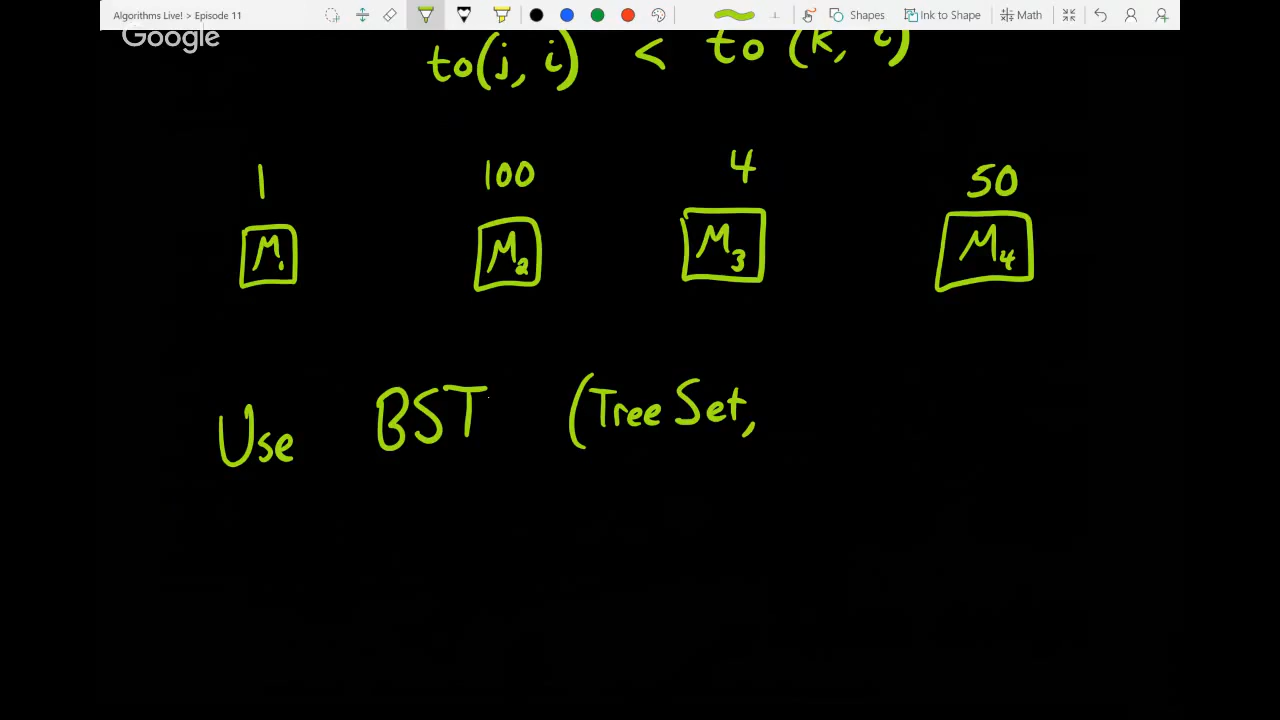 Algorithms Live! > Episode 11
Shapes
Ink to Shape
Math
Google
to(j, i) < to (k, i)
1 100 4 50
M1 M2 M3 M4
Use BST (Tree Set,